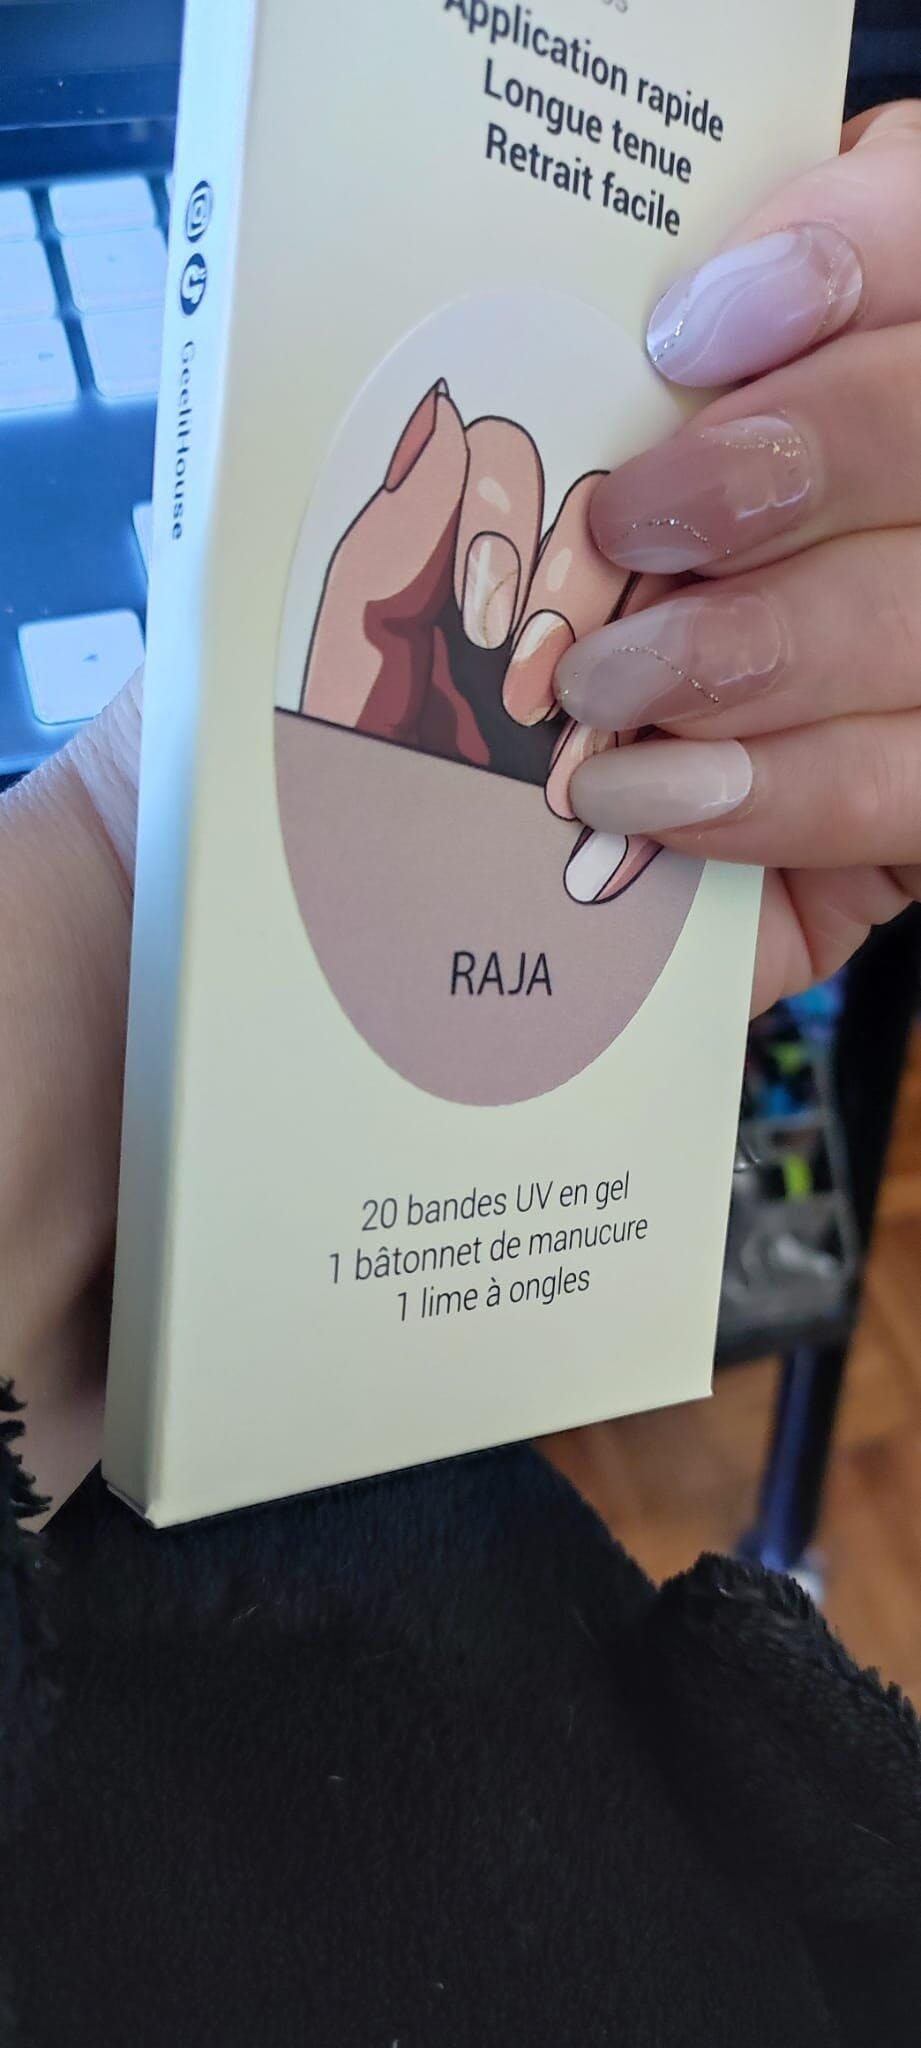 Application rapide
Longue tenue
Retrait facile
GeeliHouse
RAJA
20 bandes UV en gel
1 bâtonnet de manucure
1 lime à ongles